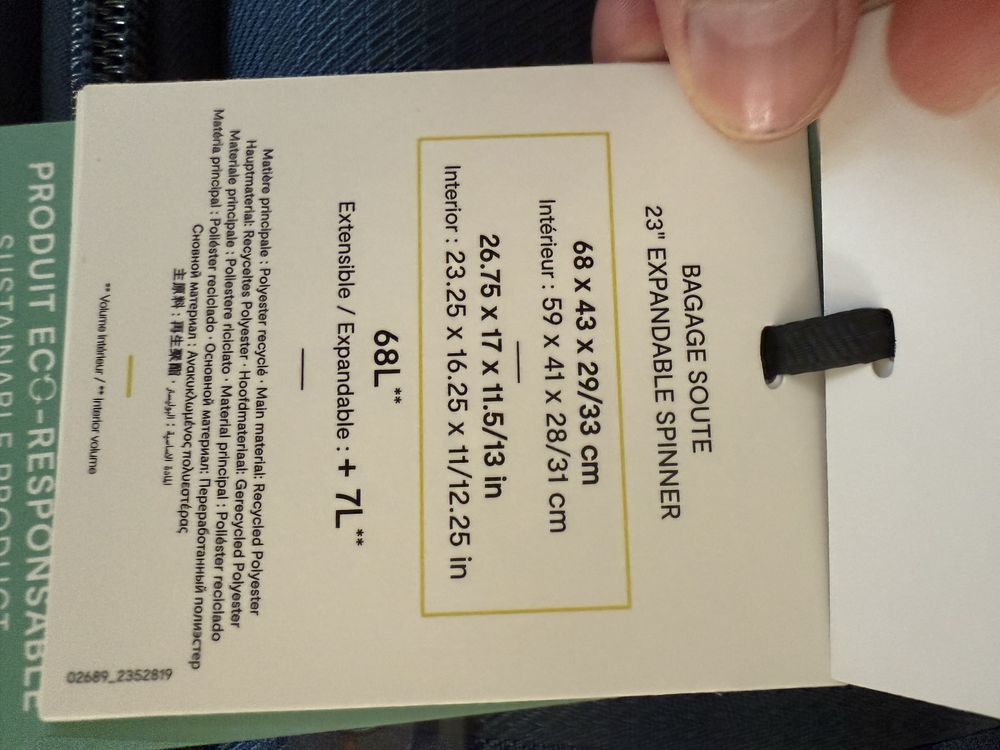 BAGAGE SOUTE
23" EXPANDABLE SPINNER
68 x 43 x 29/33 cm
Intérieur : 59 x 41 x 28/31 cm
26.75 x 17 x 11.5/13 in
Interior : 23.25 x 16.25 x 11/12.25 in
68L**
Extensible / Expandable : + 7L**
Matière principale : Polyester recyclé · Main material: Recycled Polyester
Hauptmaterial: Recyceltes Polyester · Hoofdmateriaal: Gerecycled Polyester
Materiale principale : Poliestere riciclato · Material principal : Poliéster reciclado
Matéria principal : Poliéster reciclado · Основной материал: Переработанный полиэстер
Сновной материал : Ανακυκλωμένος πολυεστέρας
主原料 : 再生聚酯 ·
** Volume intérieur / ** Interior volume
02689_2352819
PRODUIT ECO-RESPONSABLE
SUSTAINABLE PRODUCT